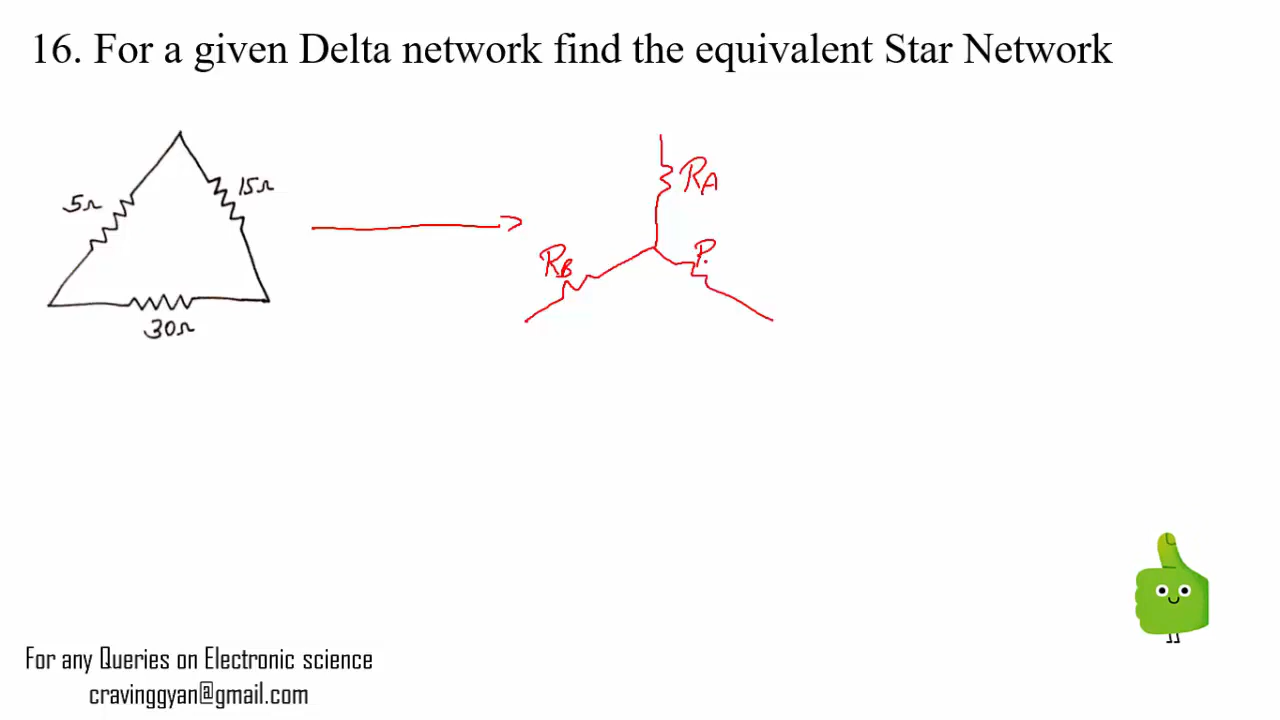 16. For a given Delta network find the equivalent Star Network
5Ω
15Ω
30Ω
RA
RB
For any Queries on Electronic science
cravinggyan@gmail.com